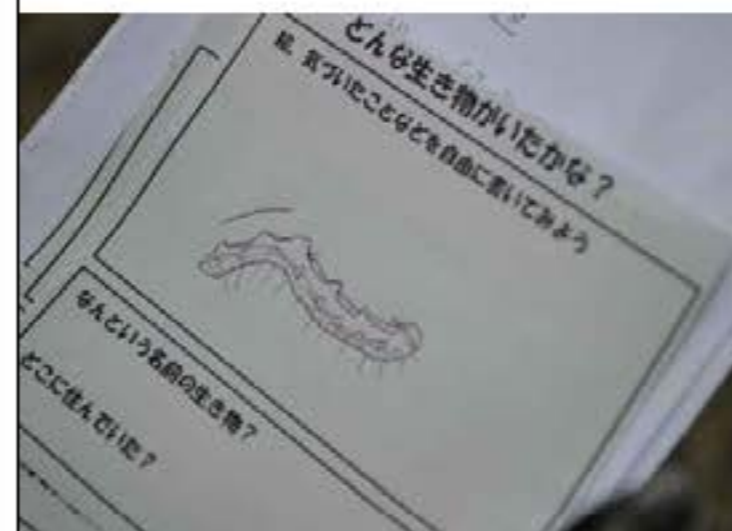 どんな生き物がいたかな？
絵、気づいたことなどを自由に書いてみよう
なんという名前の生き物？
どこに住んでいた？